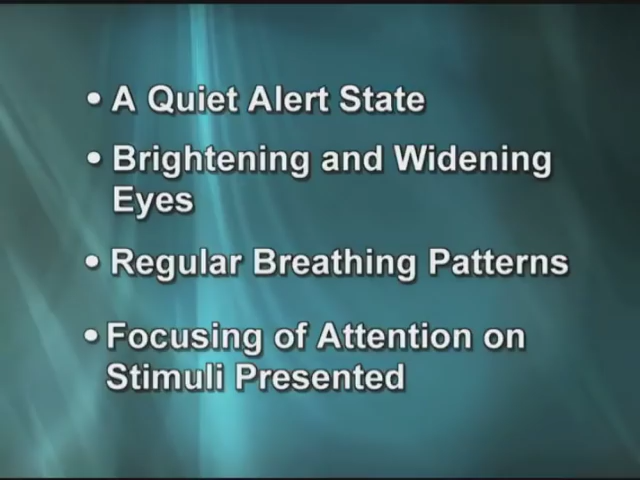 • A Quiet Alert State
• Brightening and Widening
Eyes
• Regular Breathing Patterns
• Focusing of Attention on
Stimuli Presented